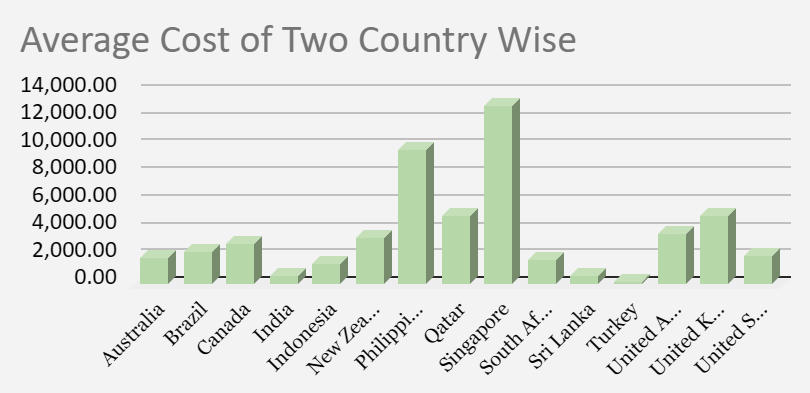 Average Cost of Two Country Wise
14,000.00
12,000.00
10,000.00
8,000.00
6,000.00
4,000.00
2,000.00
0.00
Australia
Brazil
Canada
India
Indonesia
New Zea...
Philippi...
Qatar
Singapore
South Af...
Sri Lanka
Turkey
United A...
United K...
United S...